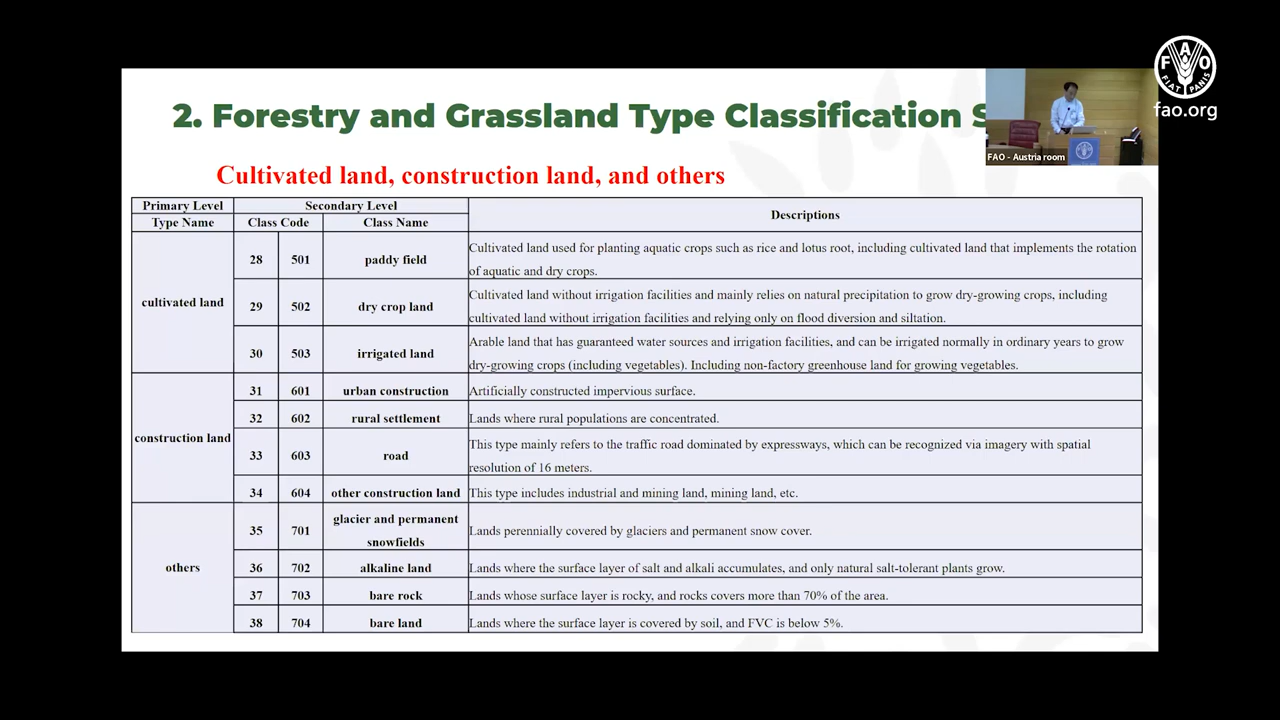 2. Forestry and Grassland Type Classification S
Cultivated land, construction land, and others
Primary Level
Secondary Level
Descriptions
Type Name
Class Code
Class Name
cultivated land
28
501
paddy field
Cultivated land used for planting aquatic crops such as rice and lotus root, including cultivated land that implements the rotation
of aquatic and dry crops.
29
502
dry crop land
Cultivated land without irrigation facilities and mainly relies on natural precipitation to grow dry-growing crops, including
cultivated land without irrigation facilities and relying only on flood diversion and siltation.
30
503
irrigated land
Arable land that has guaranteed water sources and irrigation facilities, and can be irrigated normally in ordinary years to grow
dry-growing crops (including vegetables). Including non-factory greenhouse land for growing vegetables.
construction land
31
601
urban construction
Artificially constructed impervious surface.
32
602
rural settlement
Lands where rural populations are concentrated.
33
603
road
This type mainly refers to the traffic road dominated by expressways, which can be recognized via imagery with spatial
resolution of 16 meters.
34
604
other construction land
This type includes industrial and mining land, mining land, etc.
others
35
701
glacier and permanent
snowfields
Lands perennially covered by glaciers and permanent snow cover.
36
702
alkaline land
Lands where the surface layer of salt and alkali accumulates, and only natural salt-tolerant plants grow.
37
703
bare rock
Lands whose surface layer is rocky, and rocks covers more than 70% of the area.
38
704
bare land
Lands where the surface layer is covered by soil, and FVC is below 5%.
FAO - Austria room
F A O
FIAT PANIS
fao.org